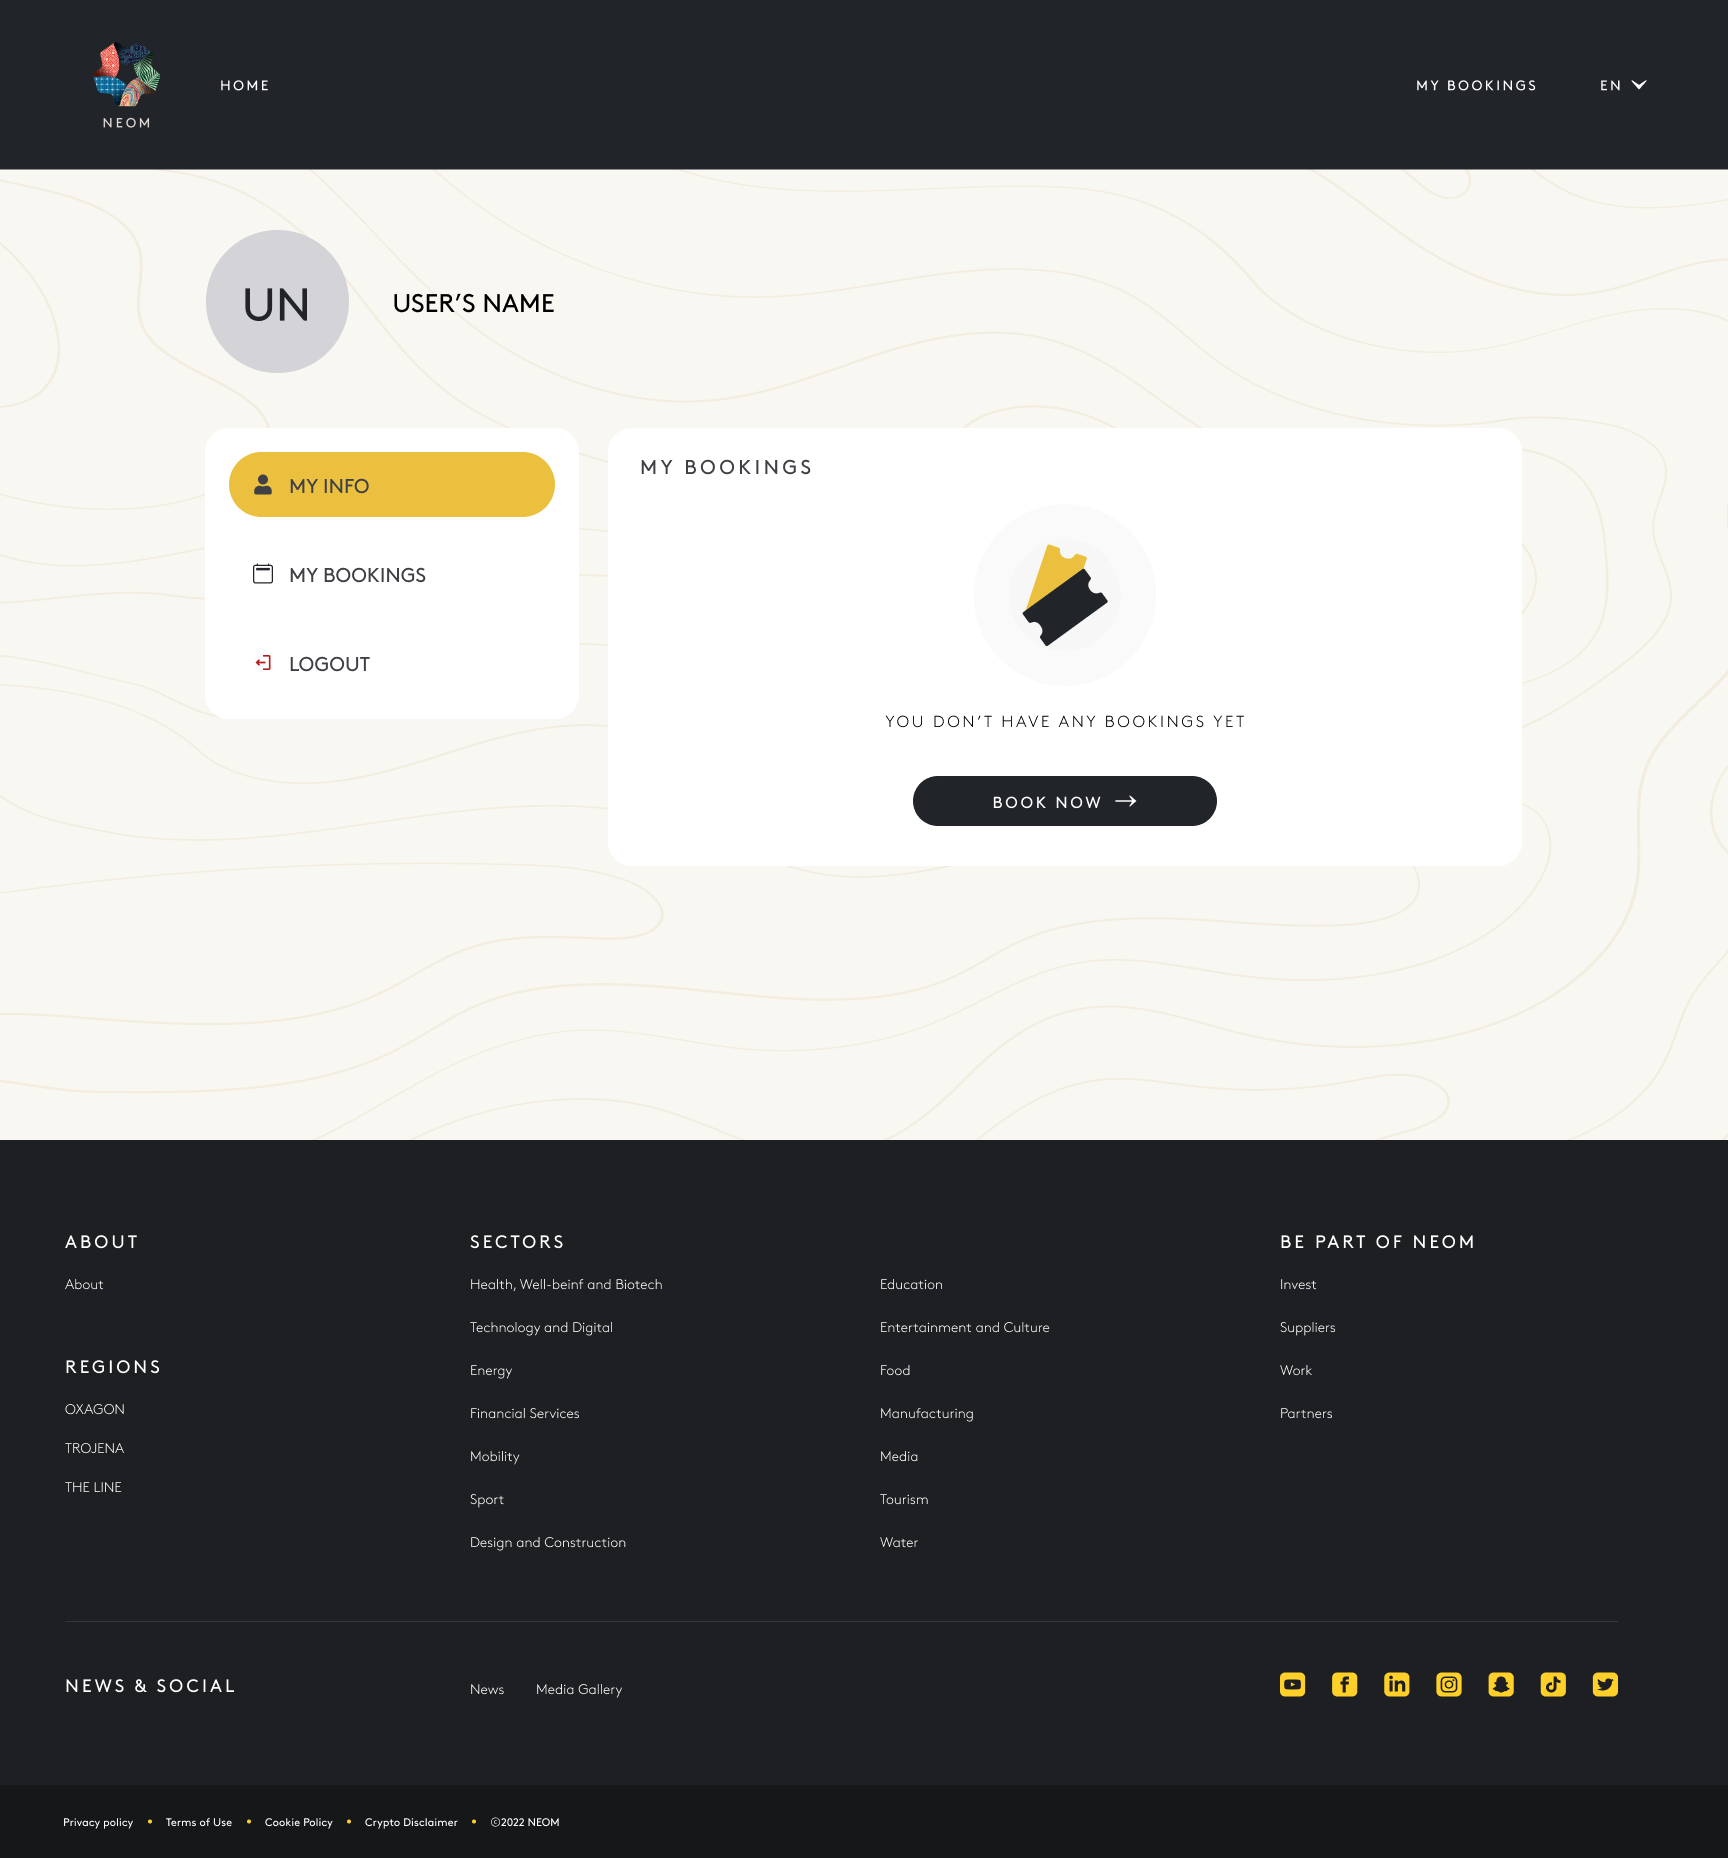 NEOM
HOME
MY BOOKINGS
EN
UN
USER’S NAME
MY INFO
MY BOOKINGS
LOGOUT
MY BOOKINGS
YOU DON’T HAVE ANY BOOKINGS YET
BOOK NOW
ABOUT
About
REGIONS
OXAGON
TROJENA
THE LINE
SECTORS
Health, Well-beinf and Biotech
Technology and Digital
Energy
Financial Services
Mobility
Sport
Design and Construction
Education
Entertainment and Culture
Food
Manufacturing
Media
Tourism
Water
BE PART OF NEOM
Invest
Suppliers
Work
Partners
NEWS & SOCIAL
News
Media Gallery
Privacy policy • Terms of Use • Cookie Policy • Crypto Disclaimer • ©2022 NEOM